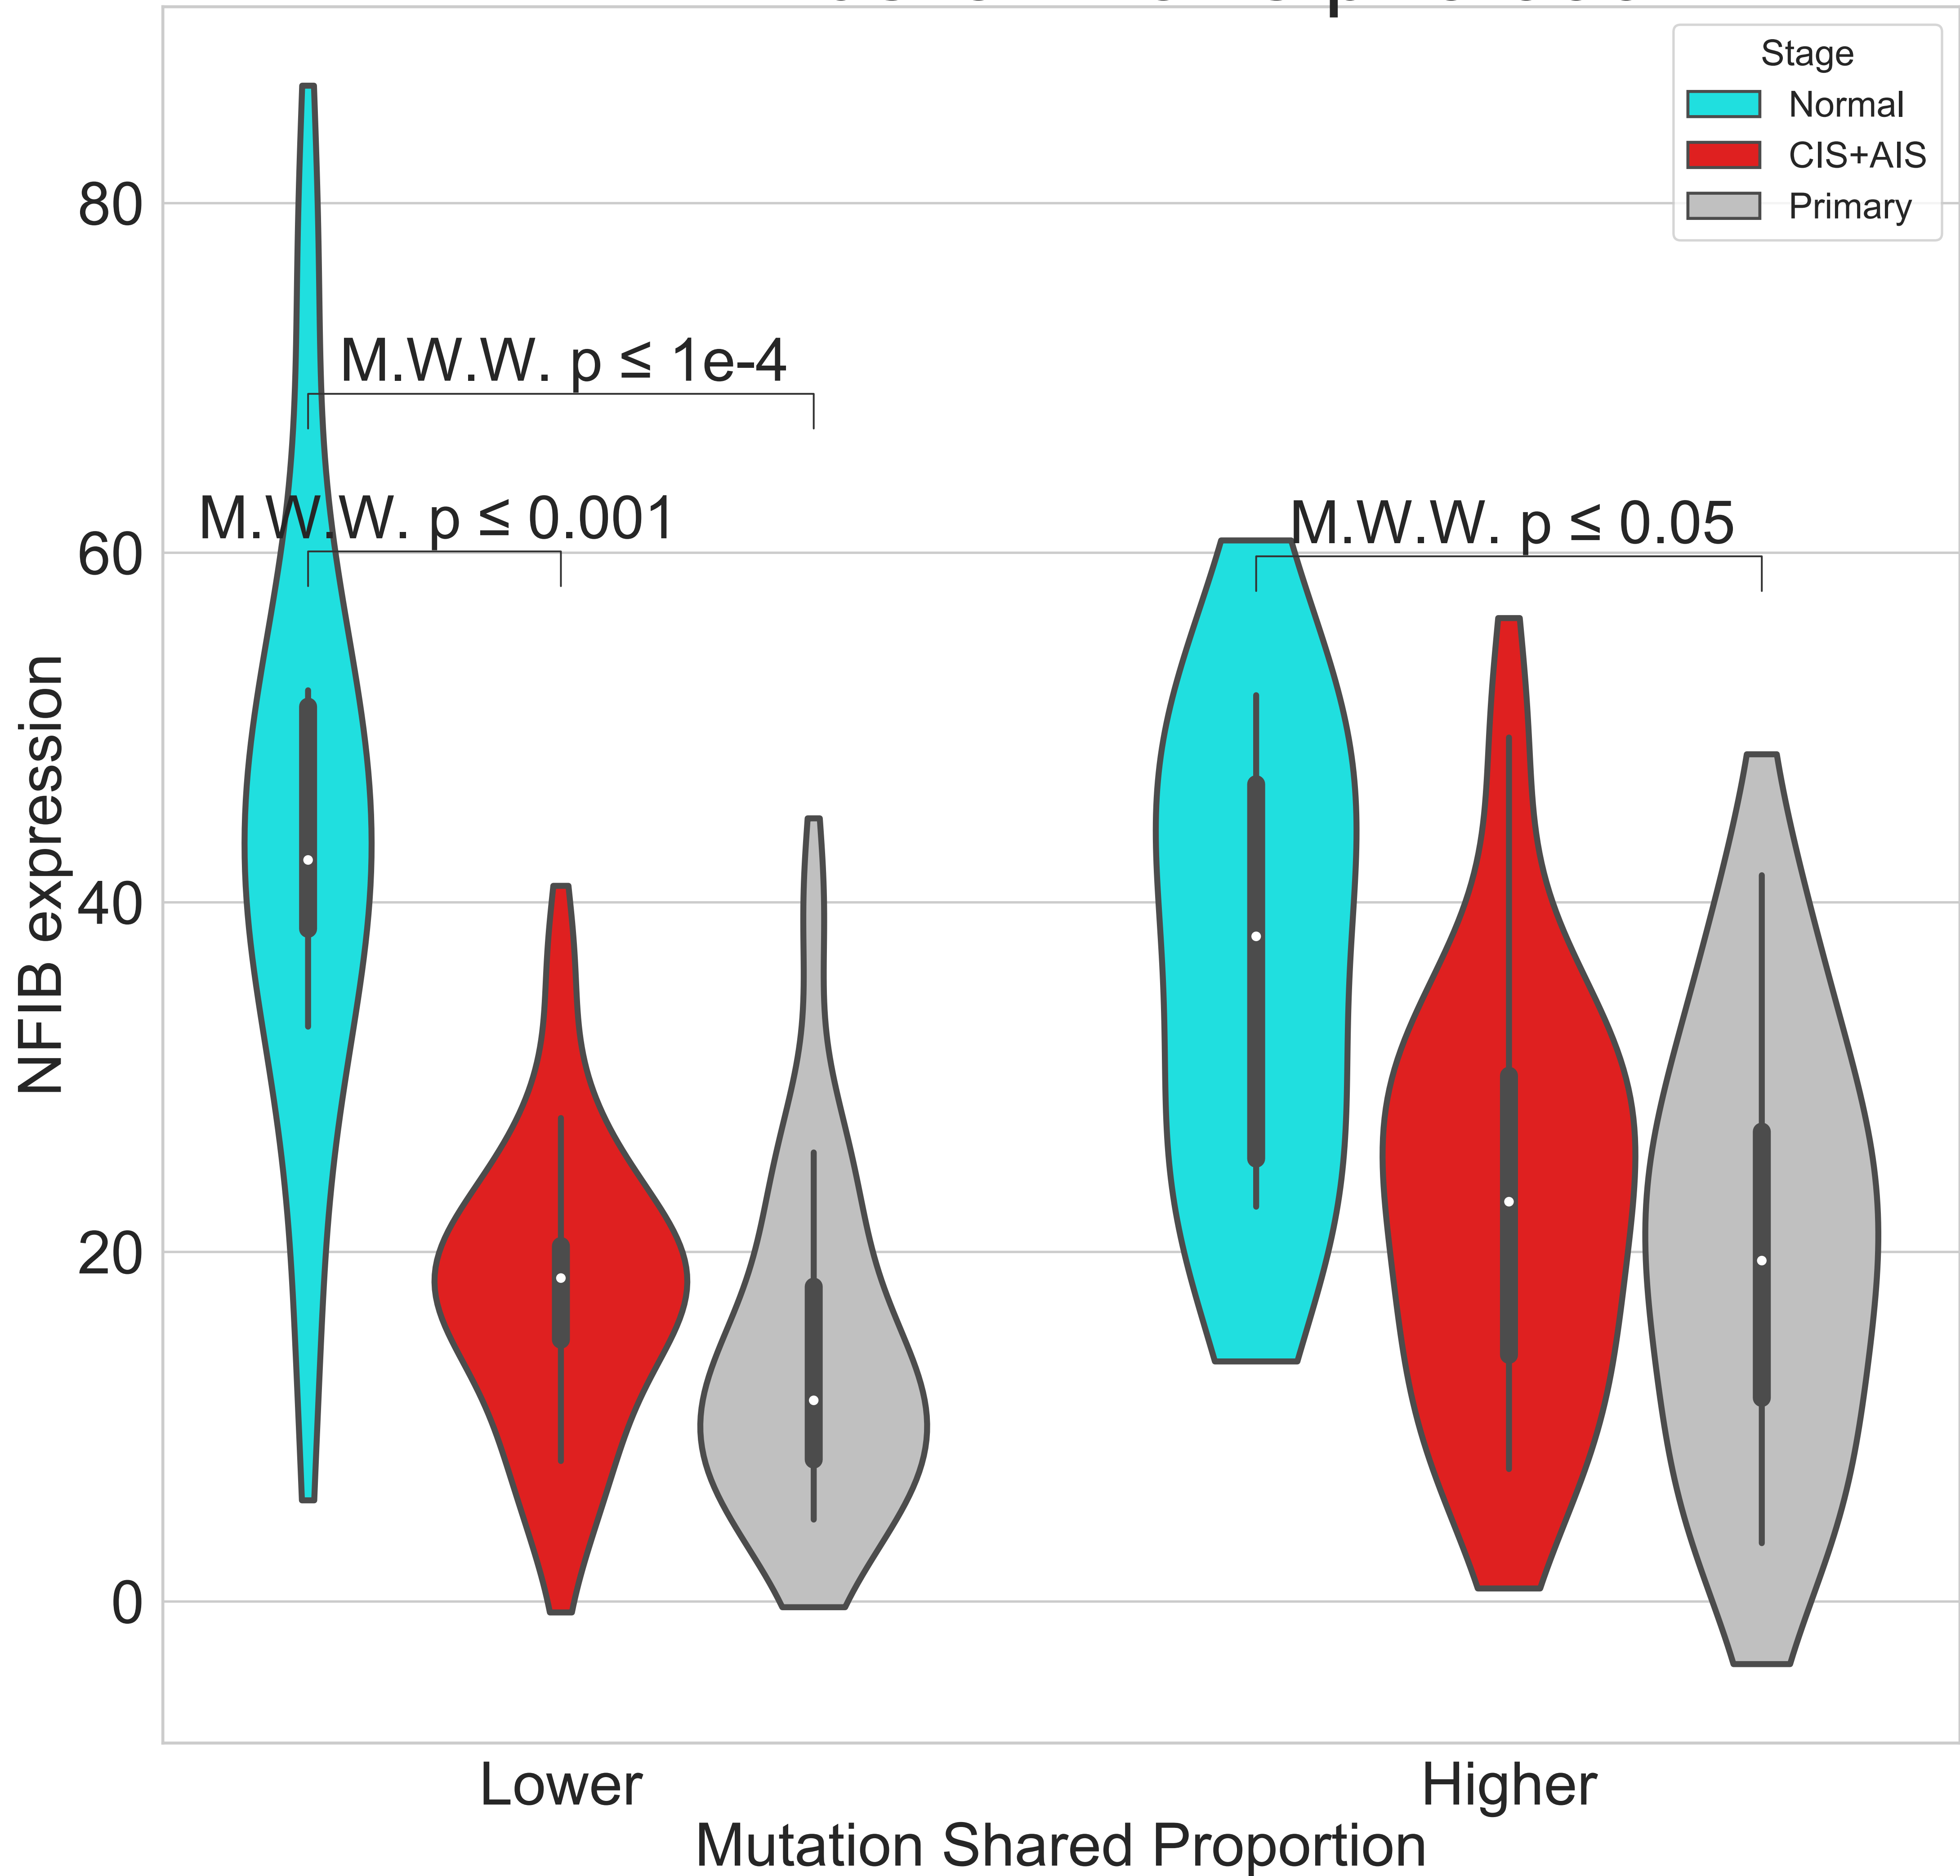 Stage
Normal
CIS+AIS
Primary
80
60
40
20
0
NFIB expression
M.W.W. p ≤ 1e-4
M.W.W. p ≤ 0.001
M.W.W. p ≤ 0.05
Lower
Higher
Mutation Shared Proportion